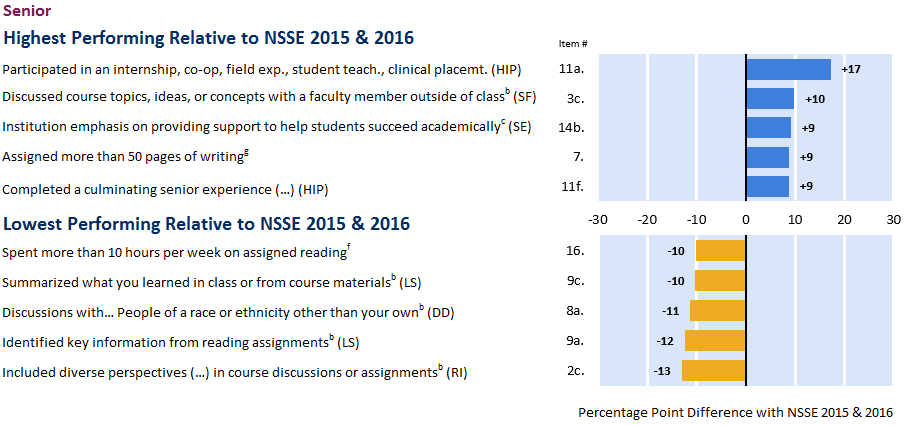 Senior
Highest Performing Relative to NSSE 2015 & 2016
Item #
Participated in an internship, co-op, field exp., student teach., clinical placemt. (HIP) 11a. +17
Discussed course topics, ideas, or concepts with a faculty member outside of classᵇ (SF) 3c. +10
Institution emphasis on providing support to help students succeed academicallyᶜ (SE) 14b. +9
Assigned more than 50 pages of writingᵍ 7. +9
Completed a culminating senior experience (…) (HIP) 11f. +9
Lowest Performing Relative to NSSE 2015 & 2016
-30 -20 -10 0 10 20 30
Spent more than 10 hours per week on assigned readingᶠ 16. -10
Summarized what you learned in class or from course materialsᵇ (LS) 9c. -10
Discussions with… People of a race or ethnicity other than your ownᵇ (DD) 8a. -11
Identified key information from reading assignmentsᵇ (LS) 9a. -12
Included diverse perspectives (…) in course discussions or assignmentsᵇ (RI) 2c. -13
Percentage Point Difference with NSSE 2015 & 2016